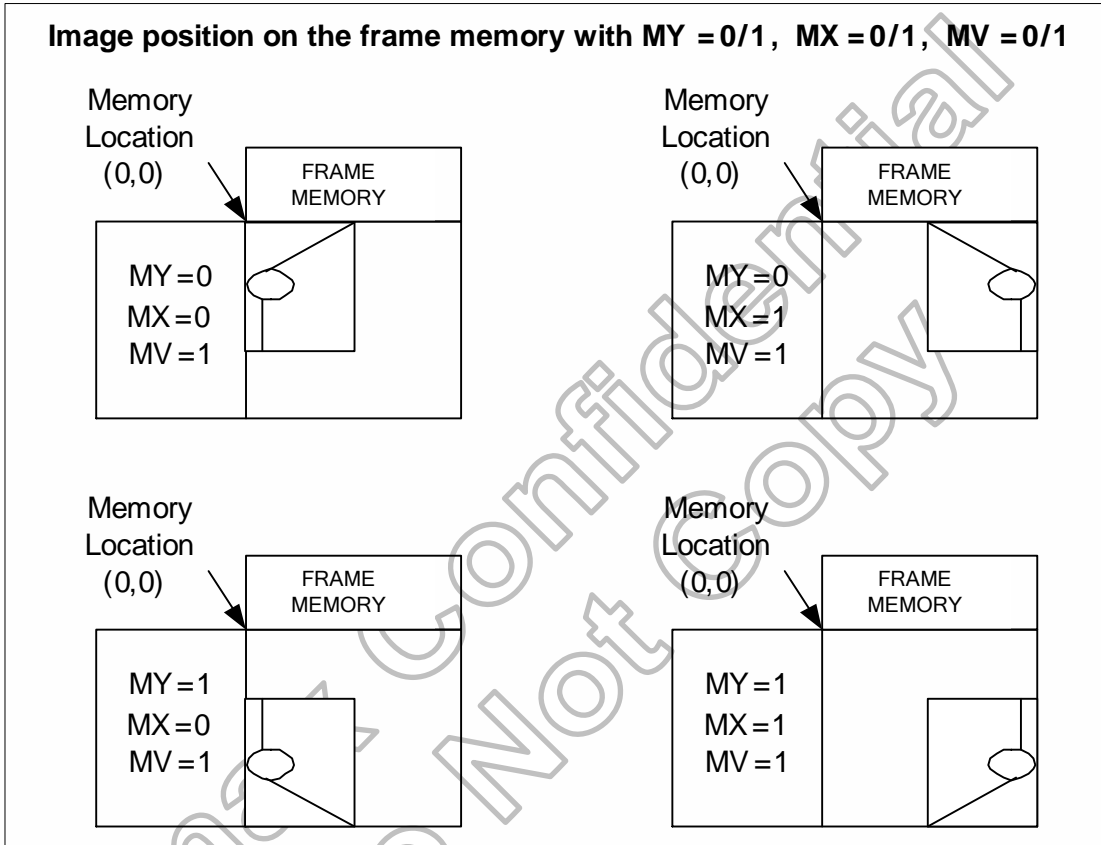 Image position on the frame memory with MY =0/1, MX =0/1, MV =0/1
Memory
Location
(0,0)
FRAME
MEMORY
MY=0
MX=0
MV=1
Memory
Location
(0,0)
FRAME
MEMORY
MY=0
MX=1
MV=1
Memory
Location
(0,0)
FRAME
MEMORY
MY=1
MX=0
MV=1
Memory
Location
(0,0)
FRAME
MEMORY
MY=1
MX=1
MV=1
Confidential
Not Copy